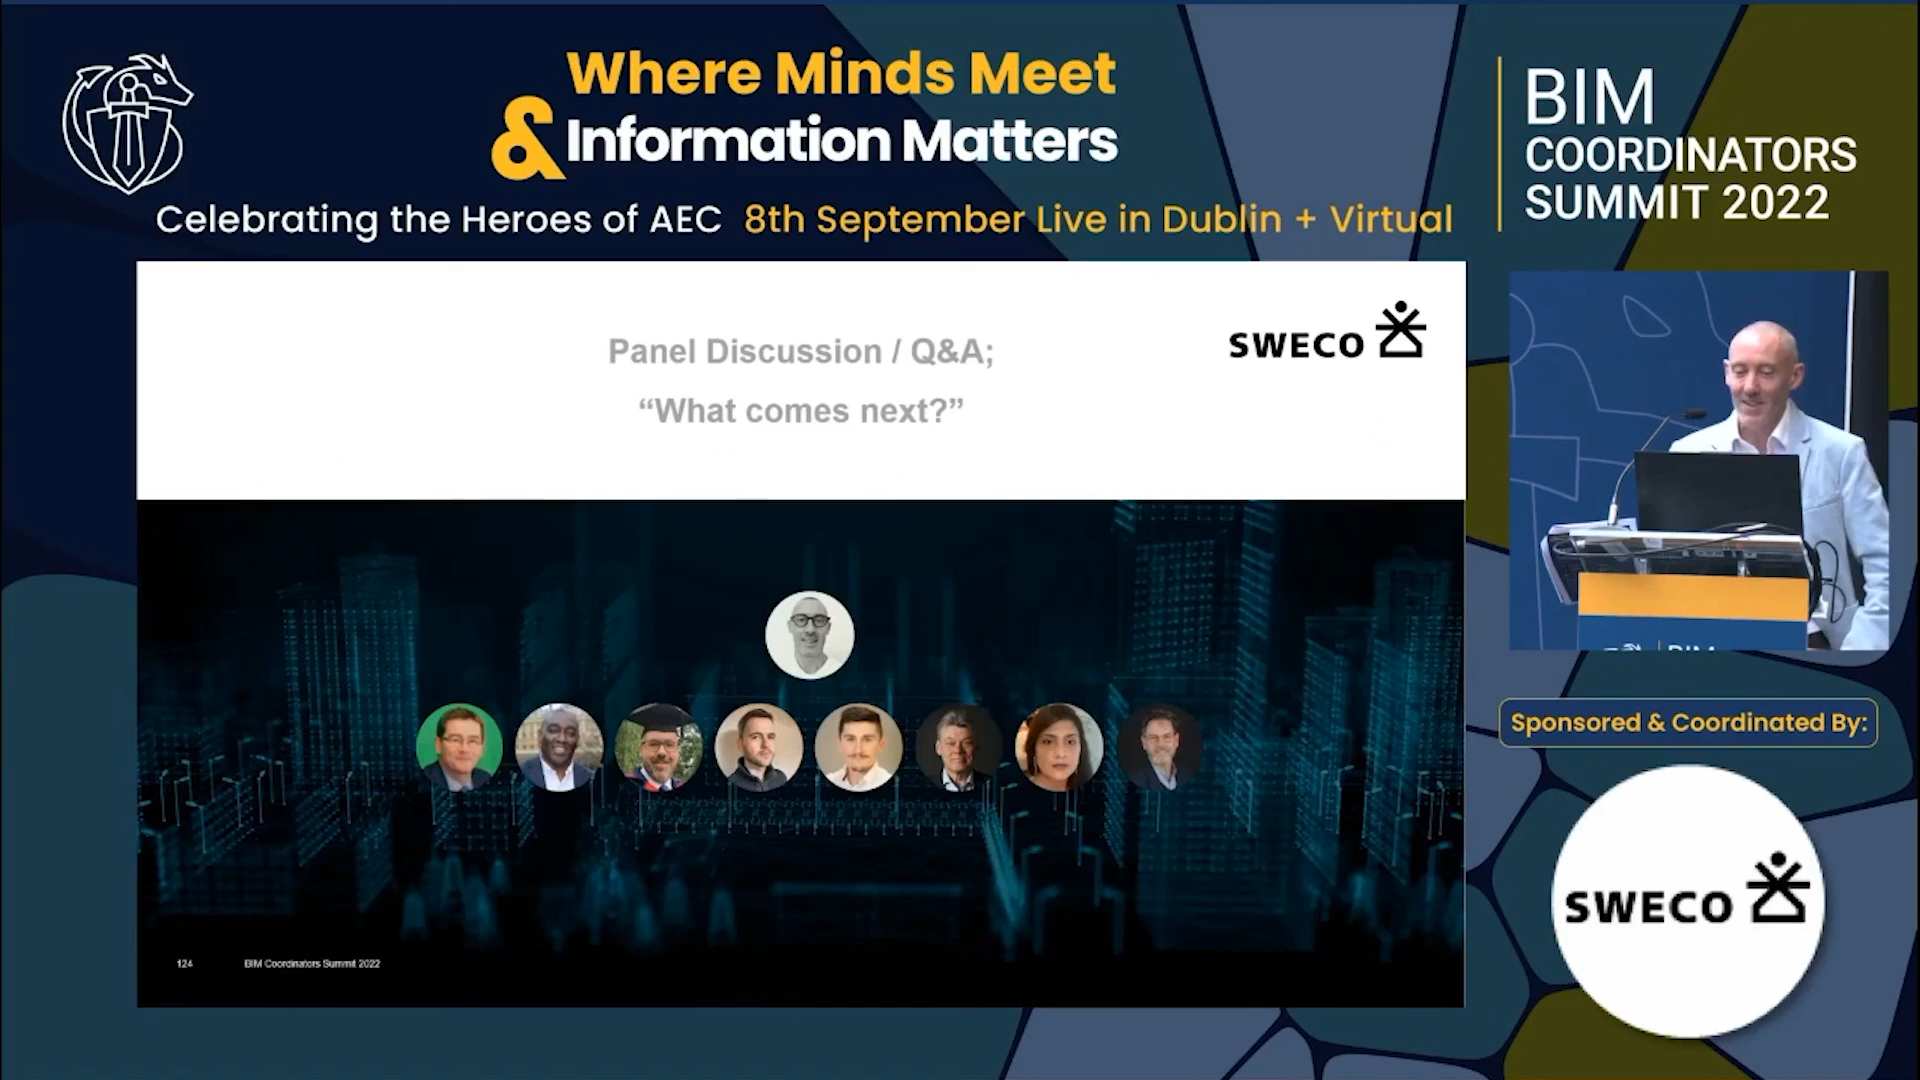 Where Minds Meet
& Information Matters
Celebrating the Heroes of AEC 8th September Live in Dublin + Virtual
BIM
COORDINATORS
SUMMIT 2022
Panel Discussion / Q&A;
“What comes next?”
SWECO
124 BIM Coordinators Summit 2022
BIM
Sponsored & Coordinated By:
SWECO